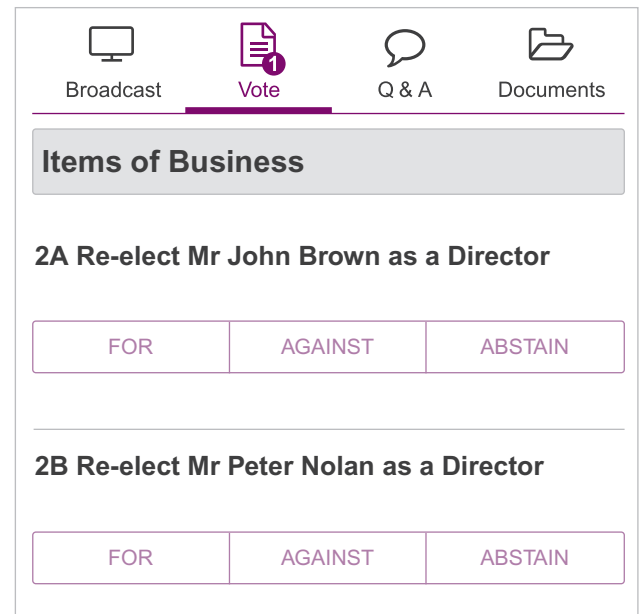 1
Broadcast Vote Q & A Documents
Items of Business
2A Re-elect Mr John Brown as a Director
FOR AGAINST ABSTAIN
2B Re-elect Mr Peter Nolan as a Director
FOR AGAINST ABSTAIN